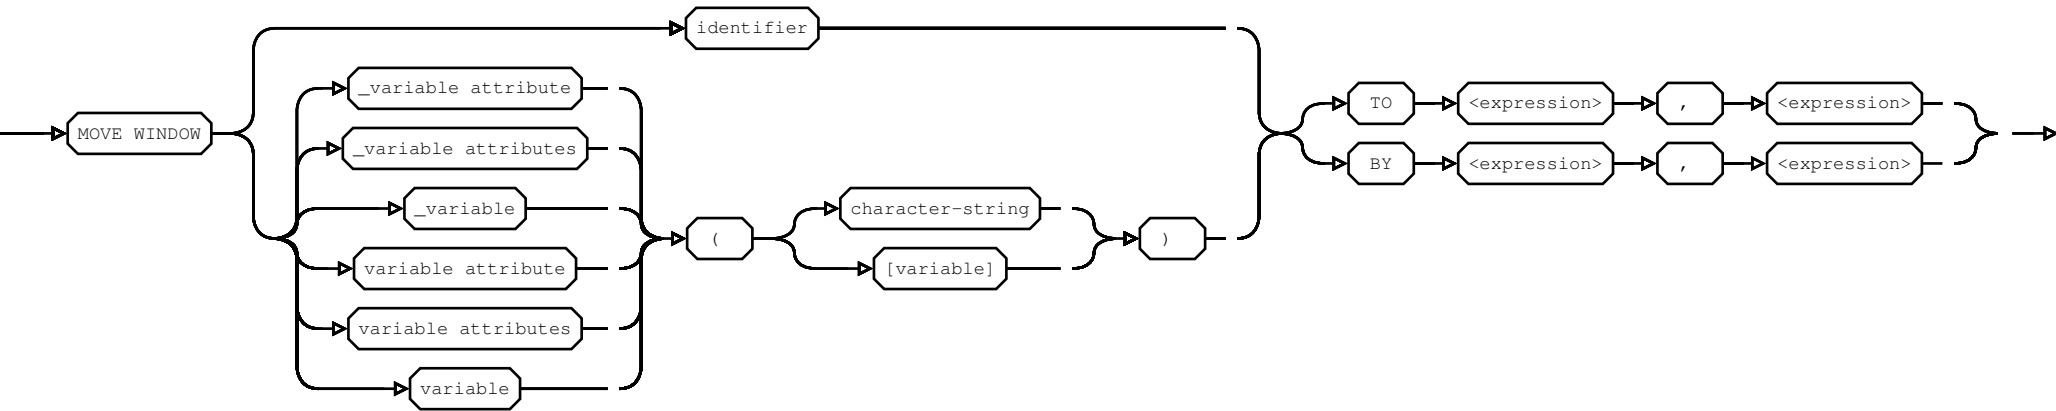 identifier
_variable attribute
TO <expression> , <expression>
MOVE WINDOW
_variable attributes
BY <expression> , <expression>
_variable
character-string
( )
variable attribute
[variable]
variable attributes
variable